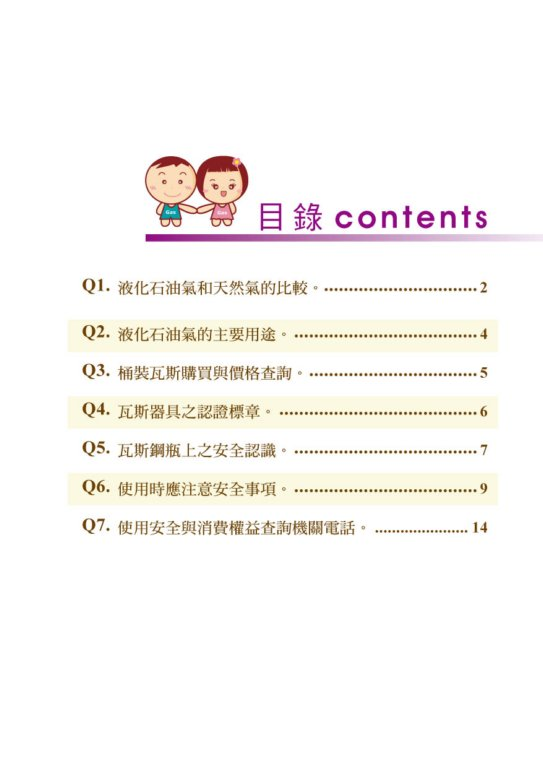 Gas Gas
目錄 contents
Q1. 液化石油氣和天然氣的比較。 ............................... 2
Q2. 液化石油氣的主要用途。 ..................................... 4
Q3. 桶裝瓦斯購買與價格查詢。 .................................. 5
Q4. 瓦斯器具之認證標章。 ........................................ 6
Q5. 瓦斯鋼瓶上之安全認識。 ..................................... 7
Q6. 使用時應注意安全事項。 ..................................... 9
Q7. 使用安全與消費權益查詢機關電話。 ...................... 14